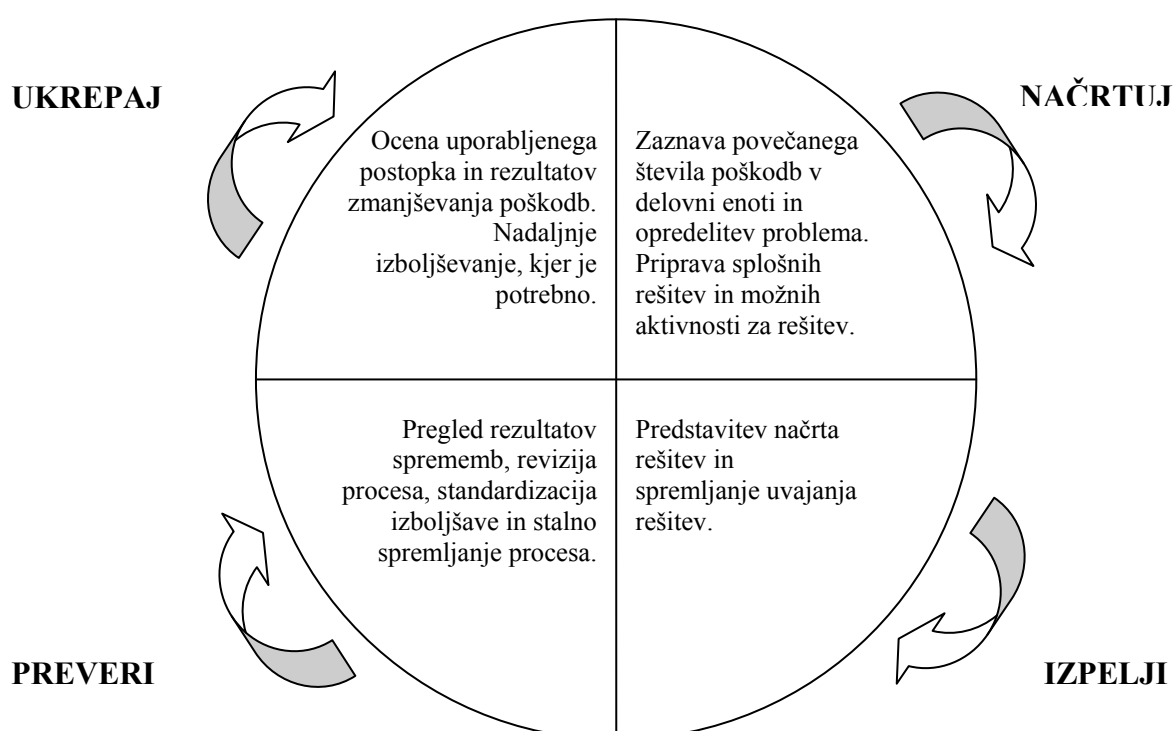 UKREPAJ
NAČRTUJ
Ocena uporabljenega
postopka in rezultatov
zmanjševanja poškodb.
Nadaljnje
izboljševanje, kjer je
potrebno.
Zaznava povečanega
števila poškodb v
delovni enoti in
opredelitev problema.
Priprava splošnih
rešitev in možnih
aktivnosti za rešitev.
Pregled rezultatov
sprememb, revizija
procesa, standardizacija
izboljšave in stalno
spremljanje procesa.
Predstavitev načrta
rešitev in
spremljanje uvajanja
rešitev.
PREVERI
IZPELJI